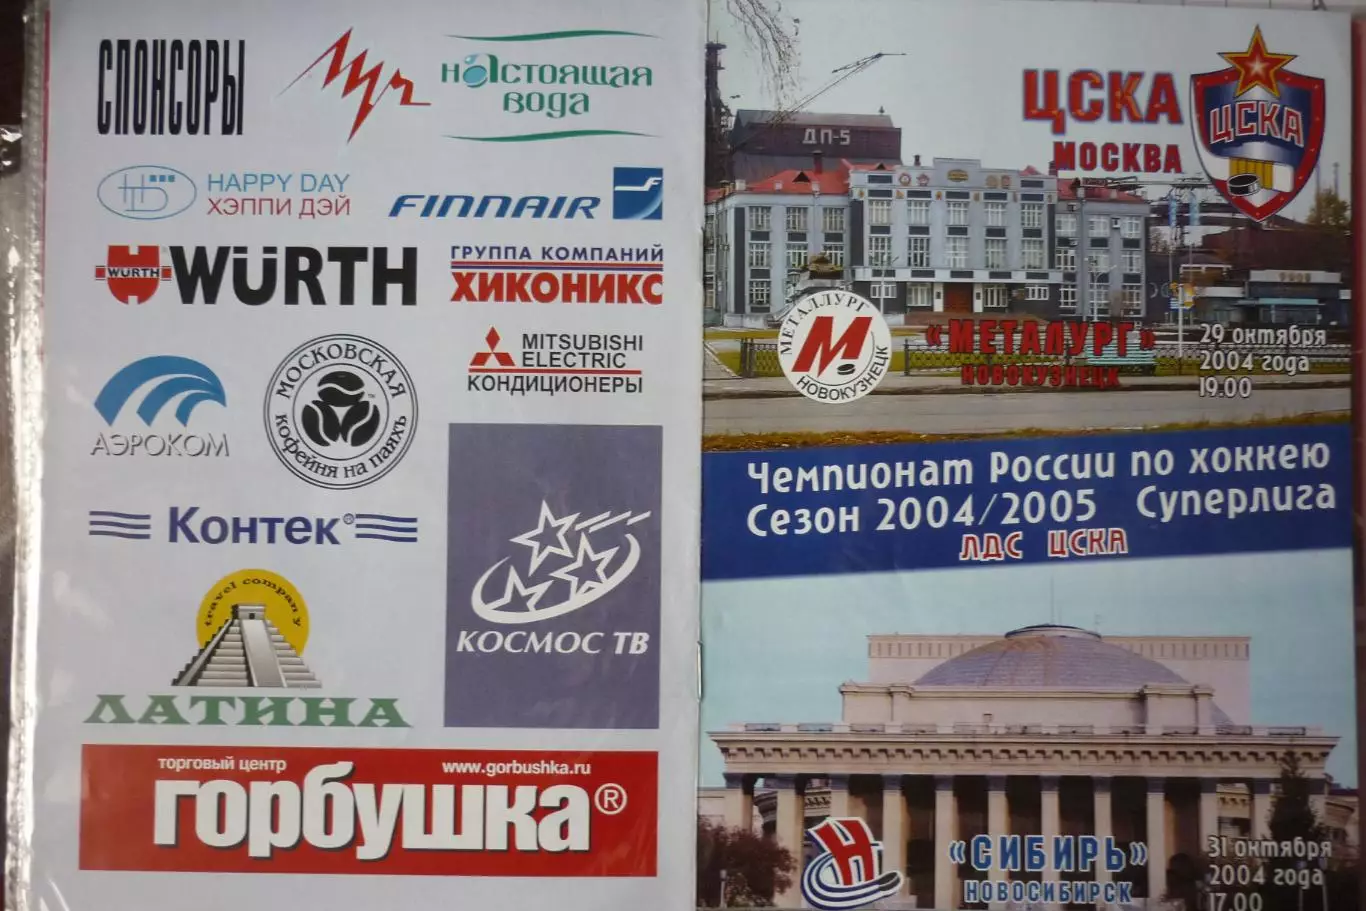 СПОНСОРЫ
Луч
настоящая
вода
HAPPY DAY
ХЭППИ ДЭЙ
FINNAIR
WÜRTH
WÜRTH
ГРУППА КОМПАНИЙ
ХИКОНИКС
MITSUBISHI
ELECTRIC
КОНДИЦИОНЕРЫ
АЭРОКОМ
МОСКОВСКАЯ
КОФЕЙНЯ НА ПАЯХЪ
TM
Контек®
КОСМОС ТВ
travel company
ЛАТИНА
торговый центр
www.gorbushka.ru
горбушка®
ДП-5
ЦСКА
МОСКВА
ЦСКА
МЕТАЛЛУРГ
М
НОВОКУЗНЕЦК
«МЕТАЛУРГ»
НОВОКУЗНЕЦК
29 октября
2004 года
19.00
Чемпионат России по хоккею
Сезон 2004/2005 Суперлига
ЛДС ЦСКА
Н
«СИБИРЬ»
НОВОСИБИРСК
31 октября
2004 года
17.00